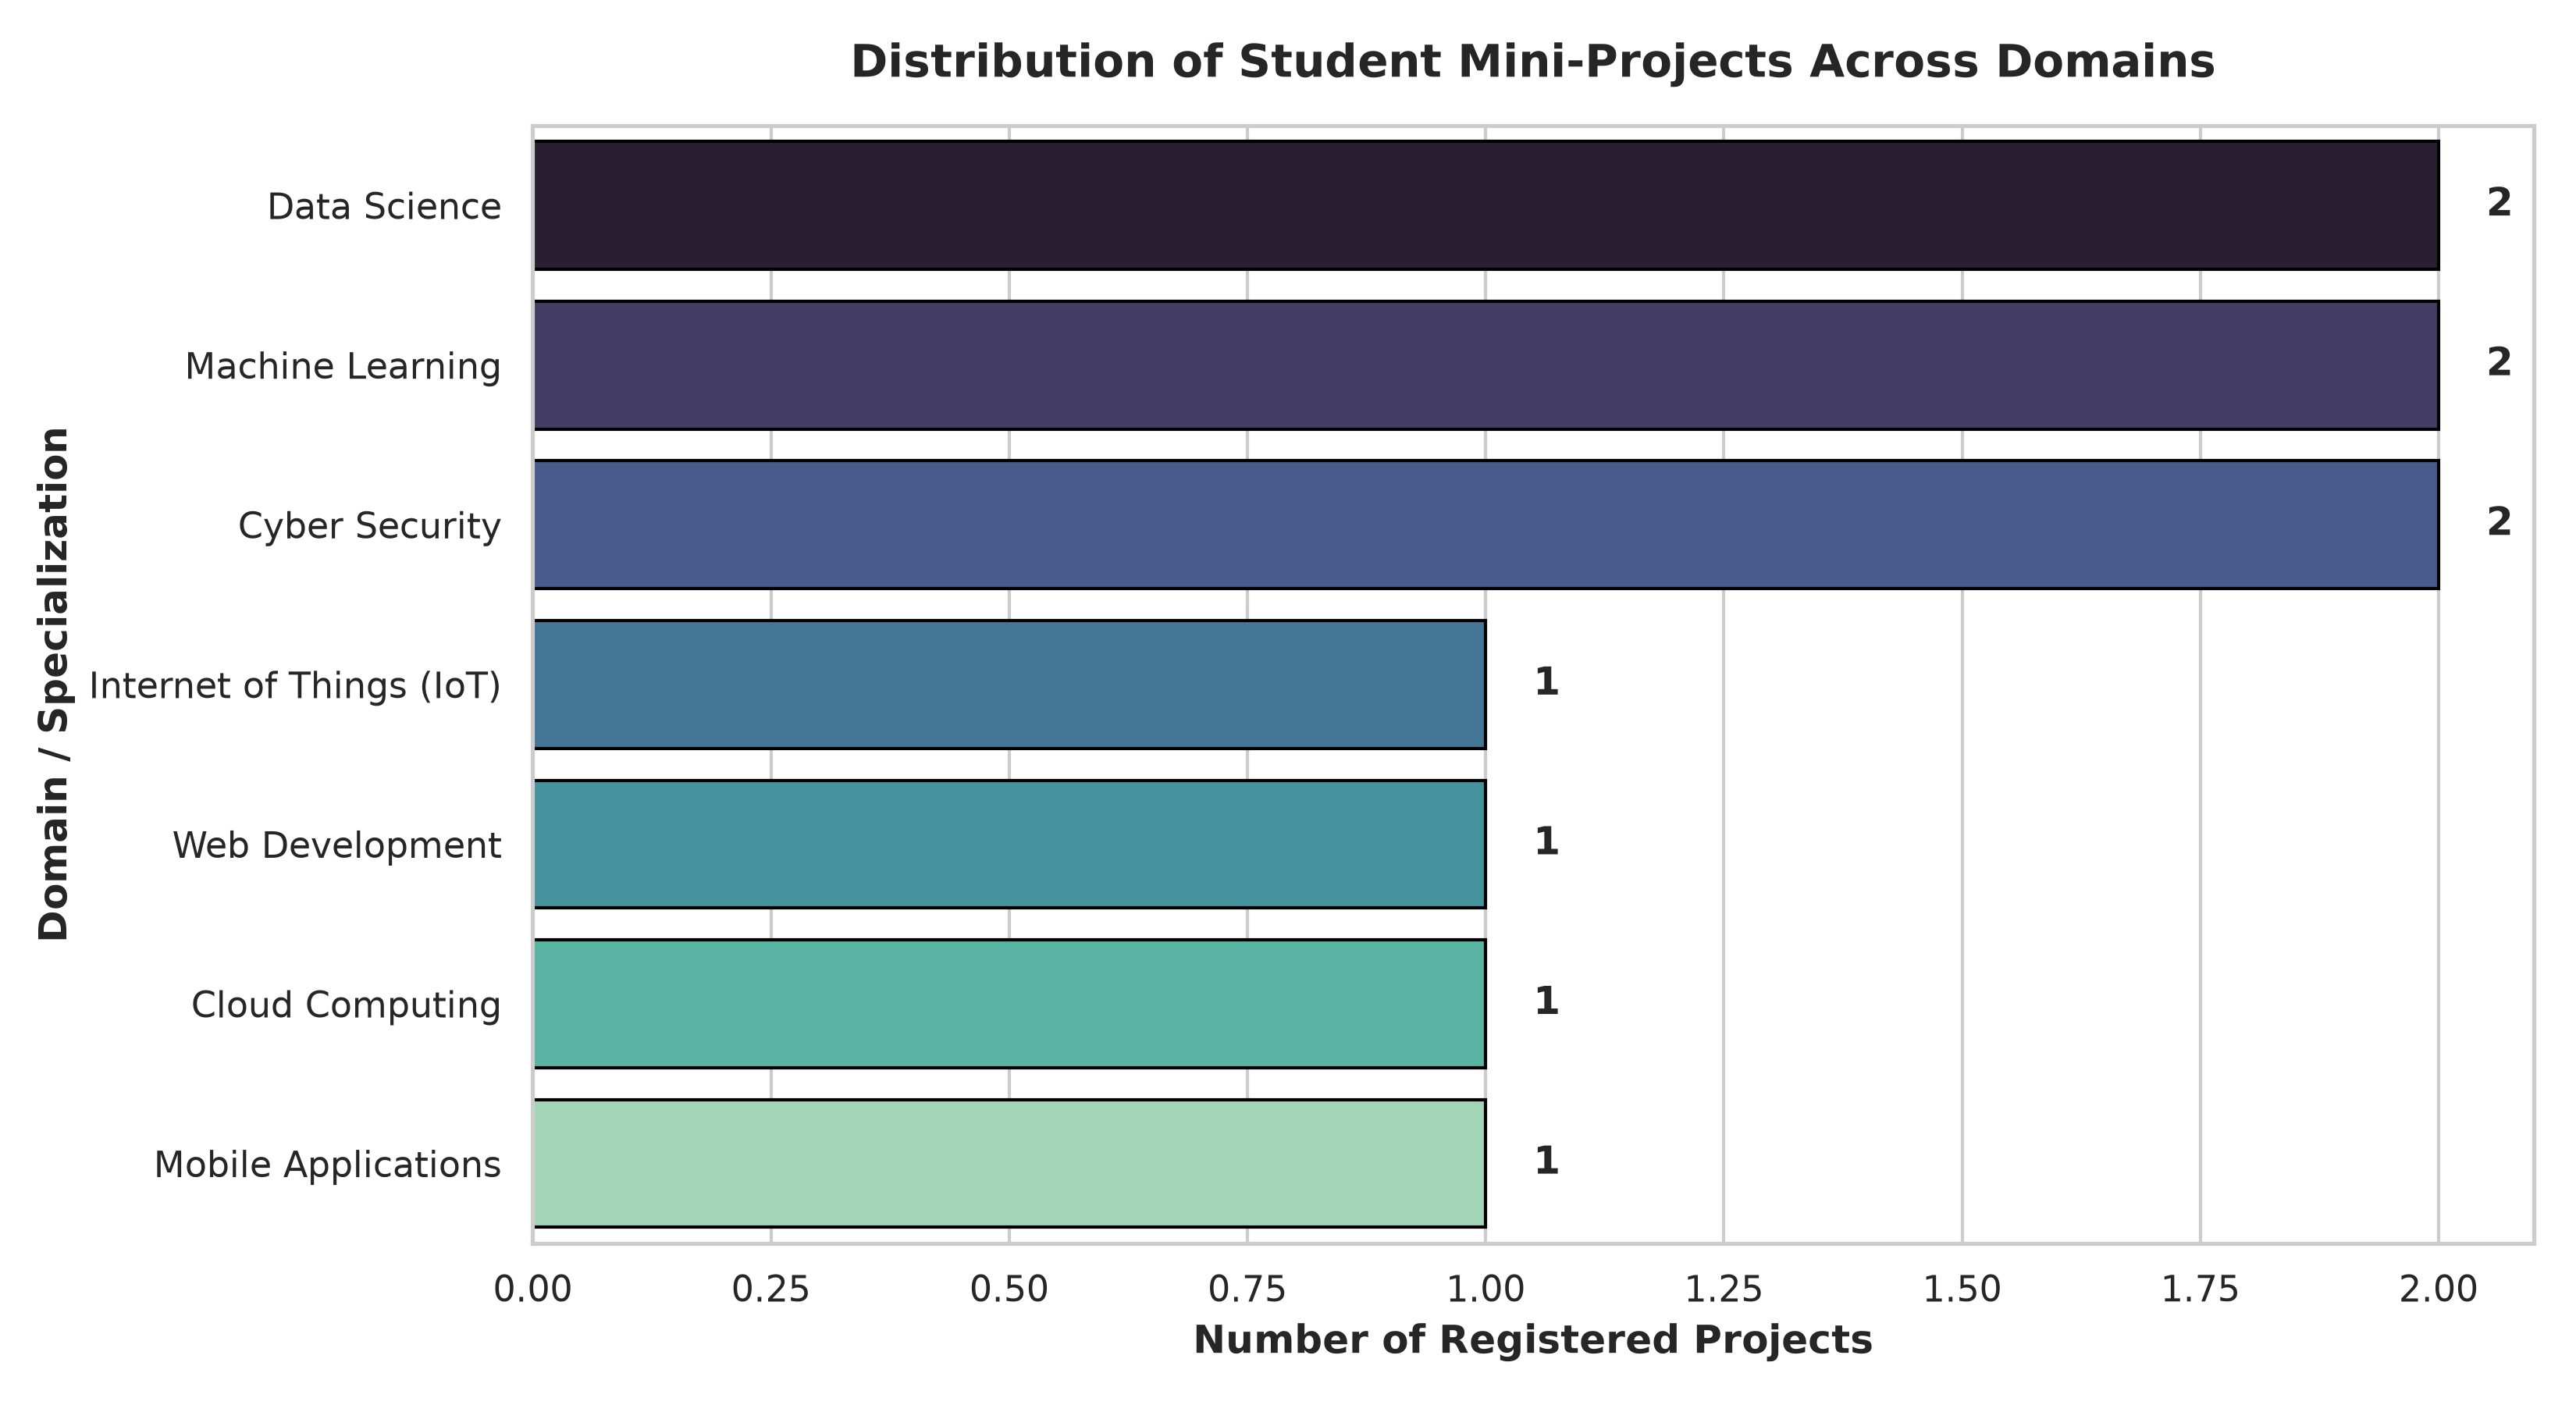 Distribution of Student Mini-Projects Across Domains
Domain / Specialization
Data Science
2
Machine Learning
2
Cyber Security
2
Internet of Things (IoT)
1
Web Development
1
Cloud Computing
1
Mobile Applications
1
0.00 0.25 0.50 0.75 1.00 1.25 1.50 1.75 2.00
Number of Registered Projects